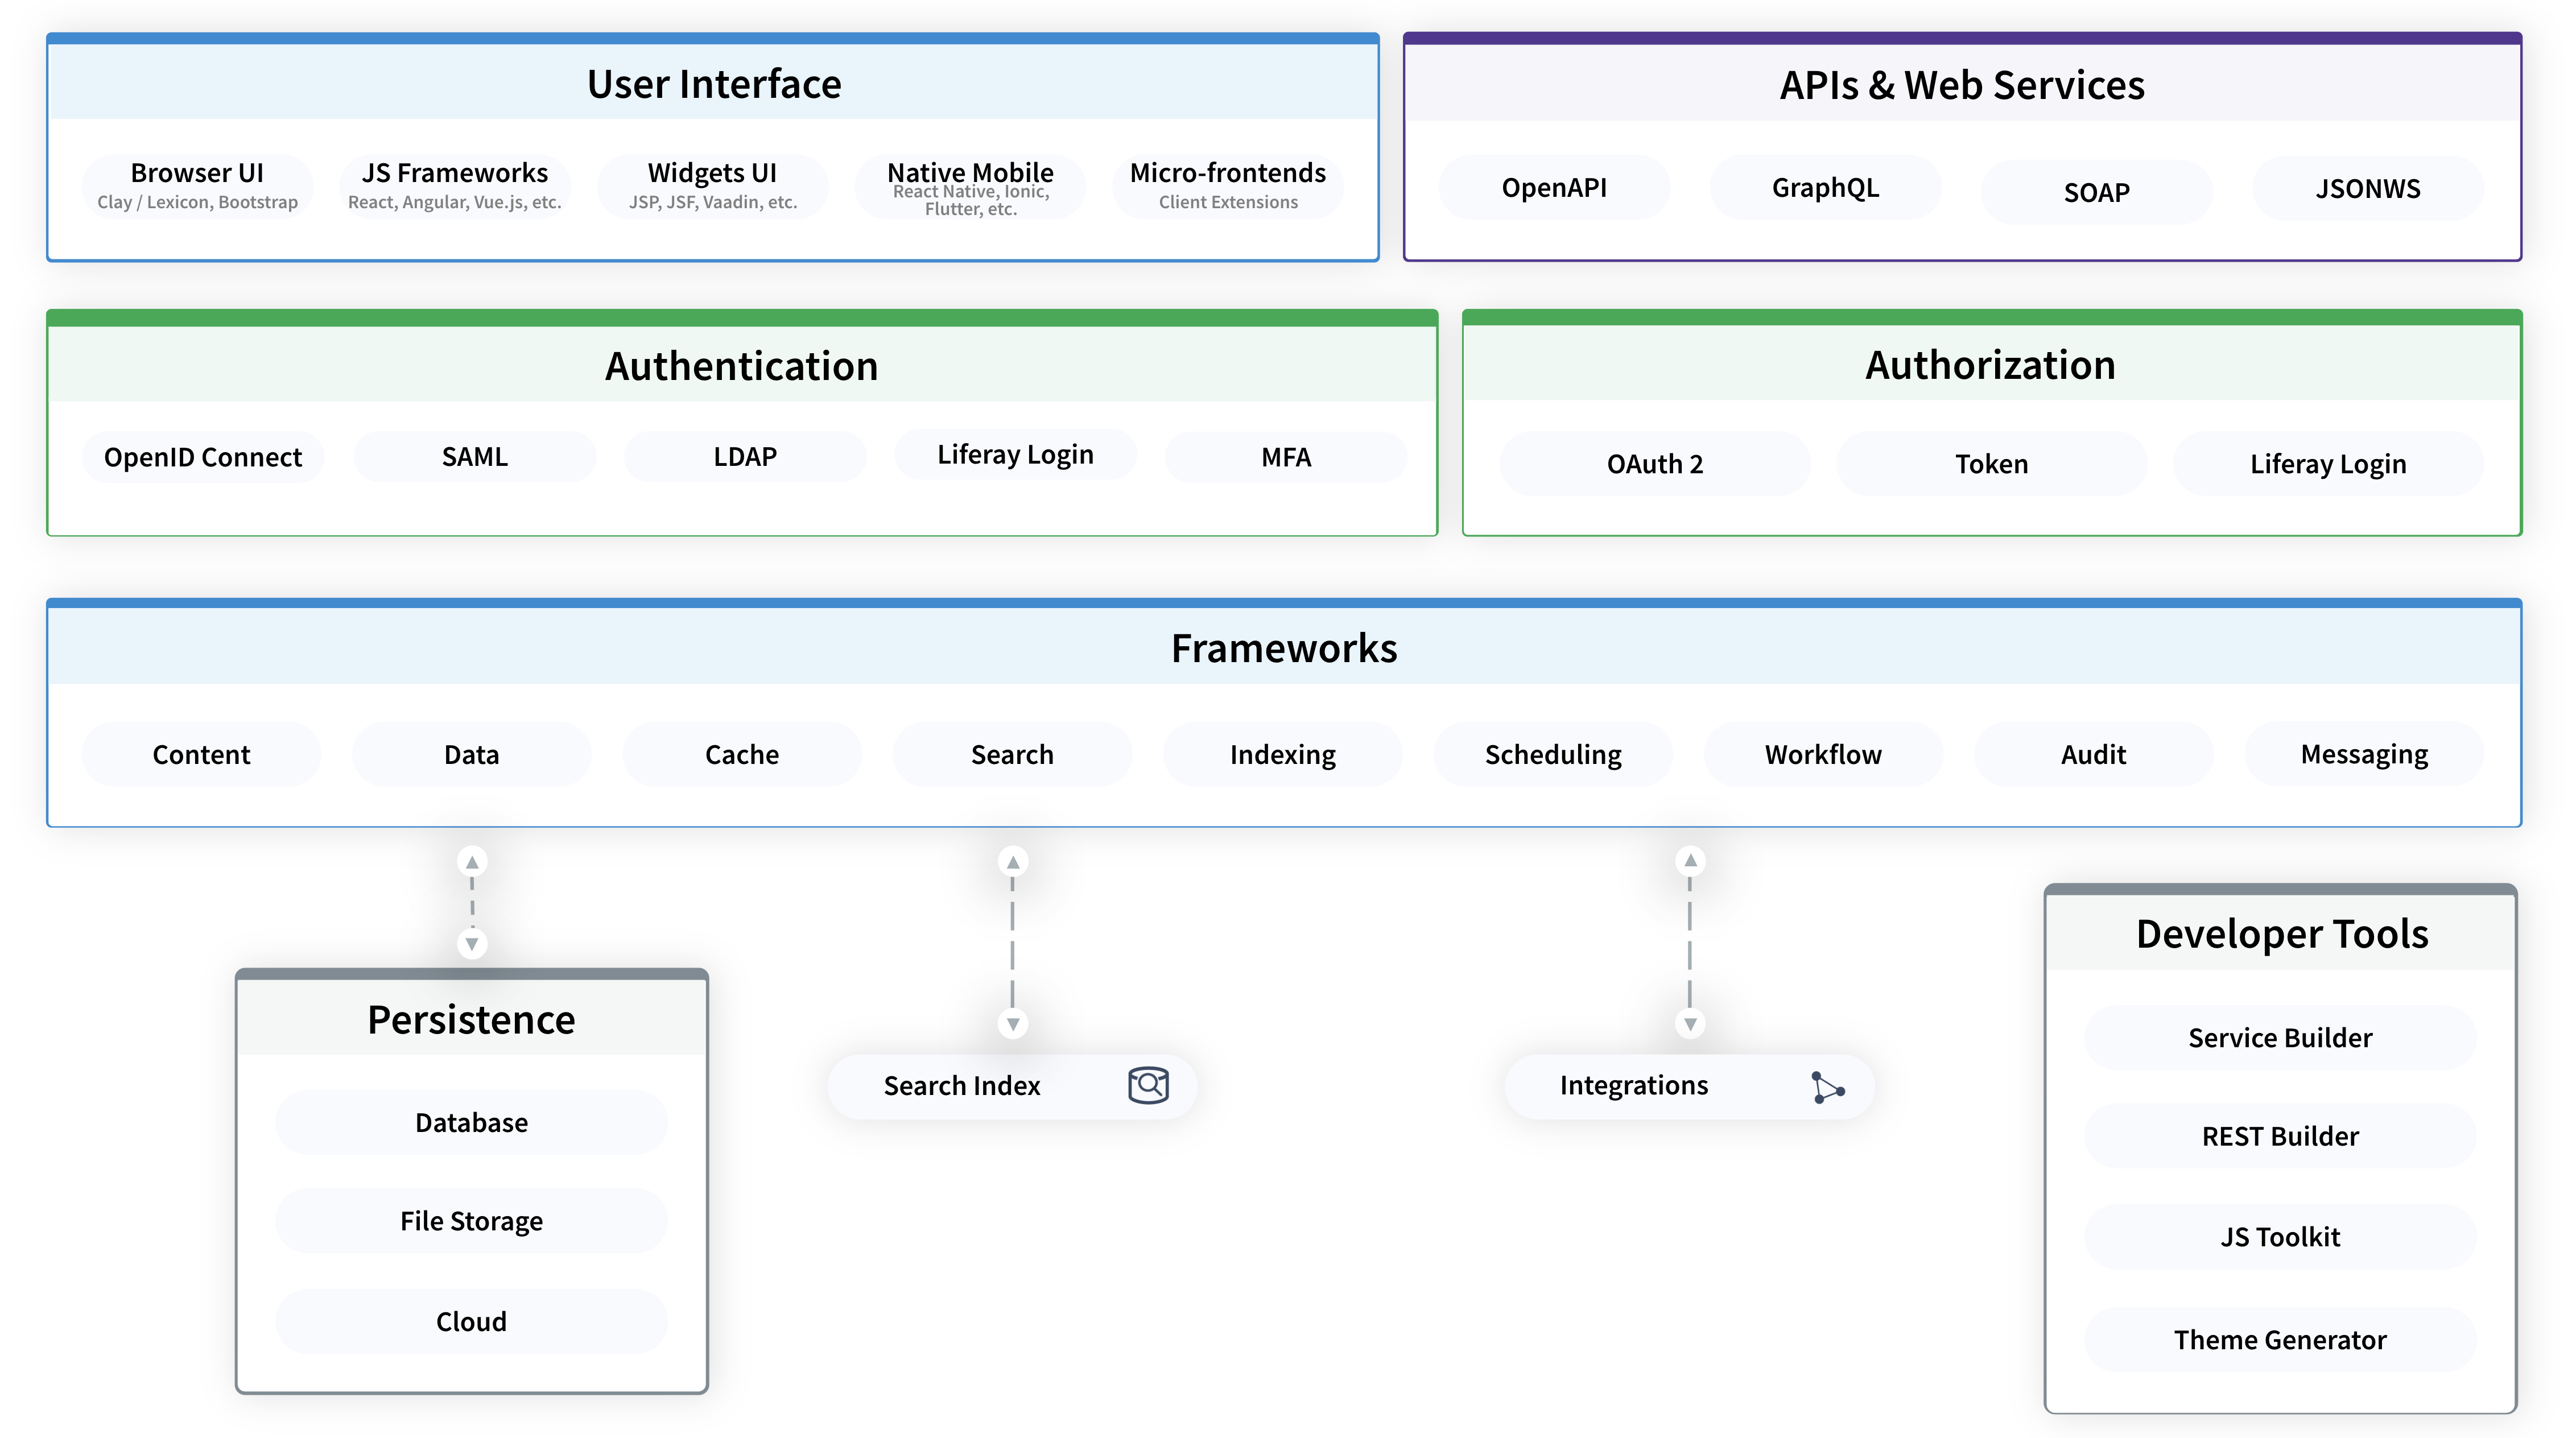 User Interface
Browser UI
Clay / Lexicon, Bootstrap
JS Frameworks
React, Angular, Vue.js, etc.
Widgets UI
JSP, JSF, Vaadin, etc.
Native Mobile
React Native, Ionic,
Flutter, etc.
Micro-frontends
Client Extensions
APIs & Web Services
OpenAPI
GraphQL
SOAP
JSONWS
Authentication
OpenID Connect
SAML
LDAP
Liferay Login
MFA
Authorization
OAuth 2
Token
Liferay Login
Frameworks
Content
Data
Cache
Search
Indexing
Scheduling
Workflow
Audit
Messaging
Persistence
Database
File Storage
Cloud
Search Index
Integrations
Developer Tools
Service Builder
REST Builder
JS Toolkit
Theme Generator